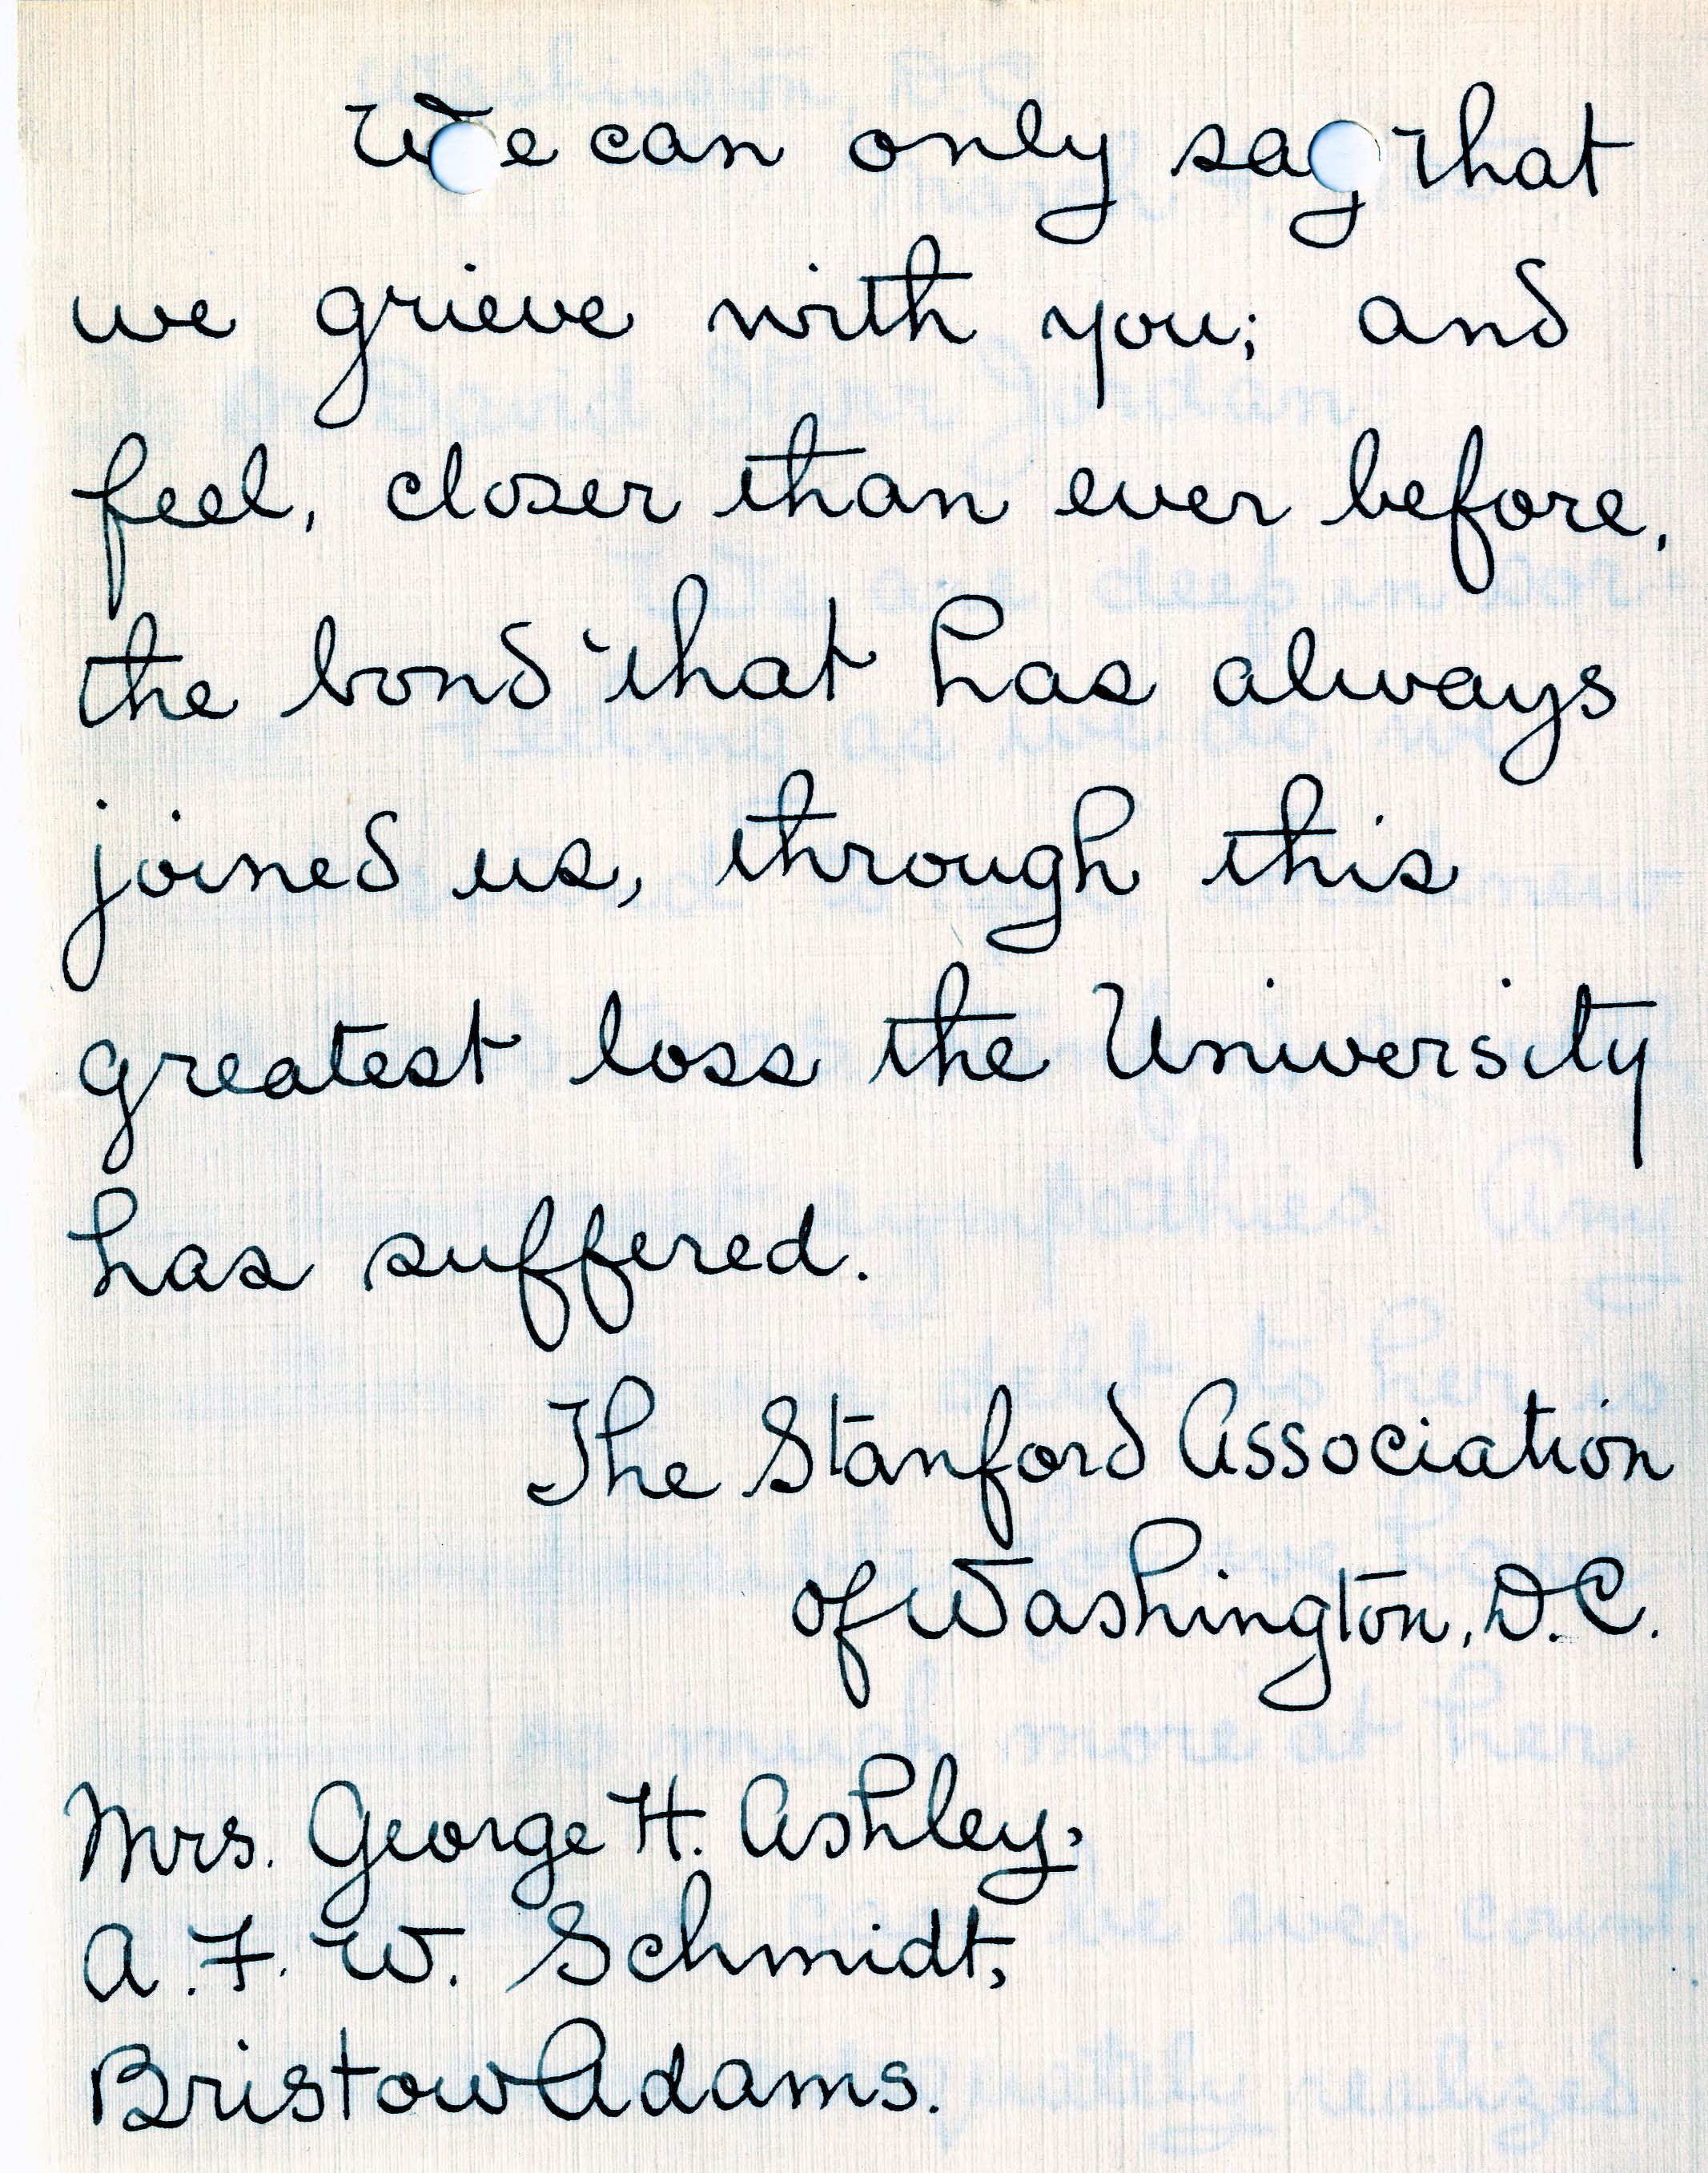 We can only say that
we grieve with you; and
feel, closer than ever before,
the bond that has always
joined us, through this
greatest loss the University
has suffered.
The Stanford Association
of Washington, D.C.
Mrs. George H. Ashley,
A. F. W. Schmidt,
Bristow Adams.